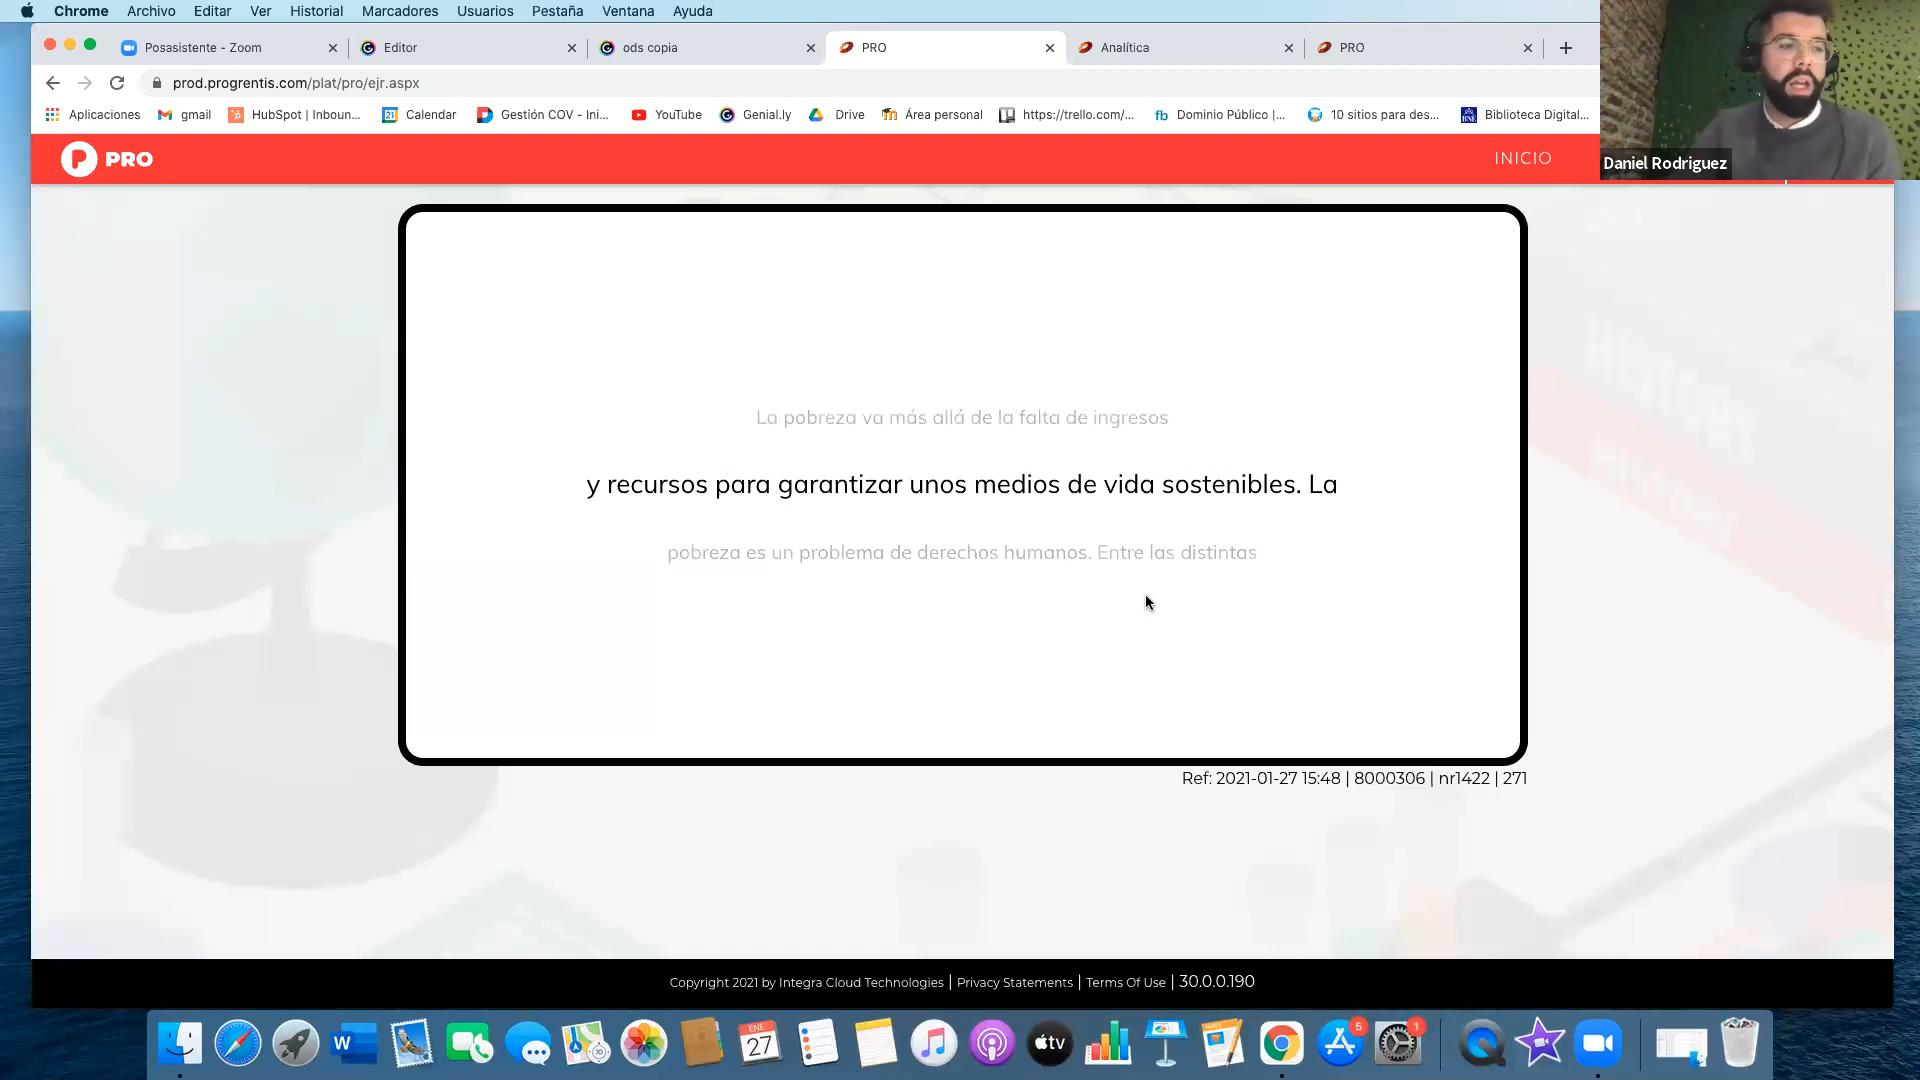 Chrome Archivo Editar Ver Historial Marcadores Usuarios Pestaña Ventana Ayuda
Posasistente - Zoom Editor ods copia PRO Analítica PRO
prod.progrentis.com/plat/pro/ejr.aspx
Aplicaciones gmail HubSpot | Inboun... Calendar Gestión COV - Ini... YouTube Genial.ly Drive Área personal https://trello.com/... Dominio Público |... 10 sitios para des... Biblioteca Digital...
PRO INICIO
Daniel Rodriguez
La pobreza va más allá de la falta de ingresos
y recursos para garantizar unos medios de vida sostenibles. La
pobreza es un problema de derechos humanos. Entre las distintas
Ref: 2021-01-27 15:48 | 8000306 | nr1422 | 271
Copyright 2021 by Integra Cloud Technologies | Privacy Statements | Terms Of Use | 30.0.0.190
ENE
27
tv
5
1